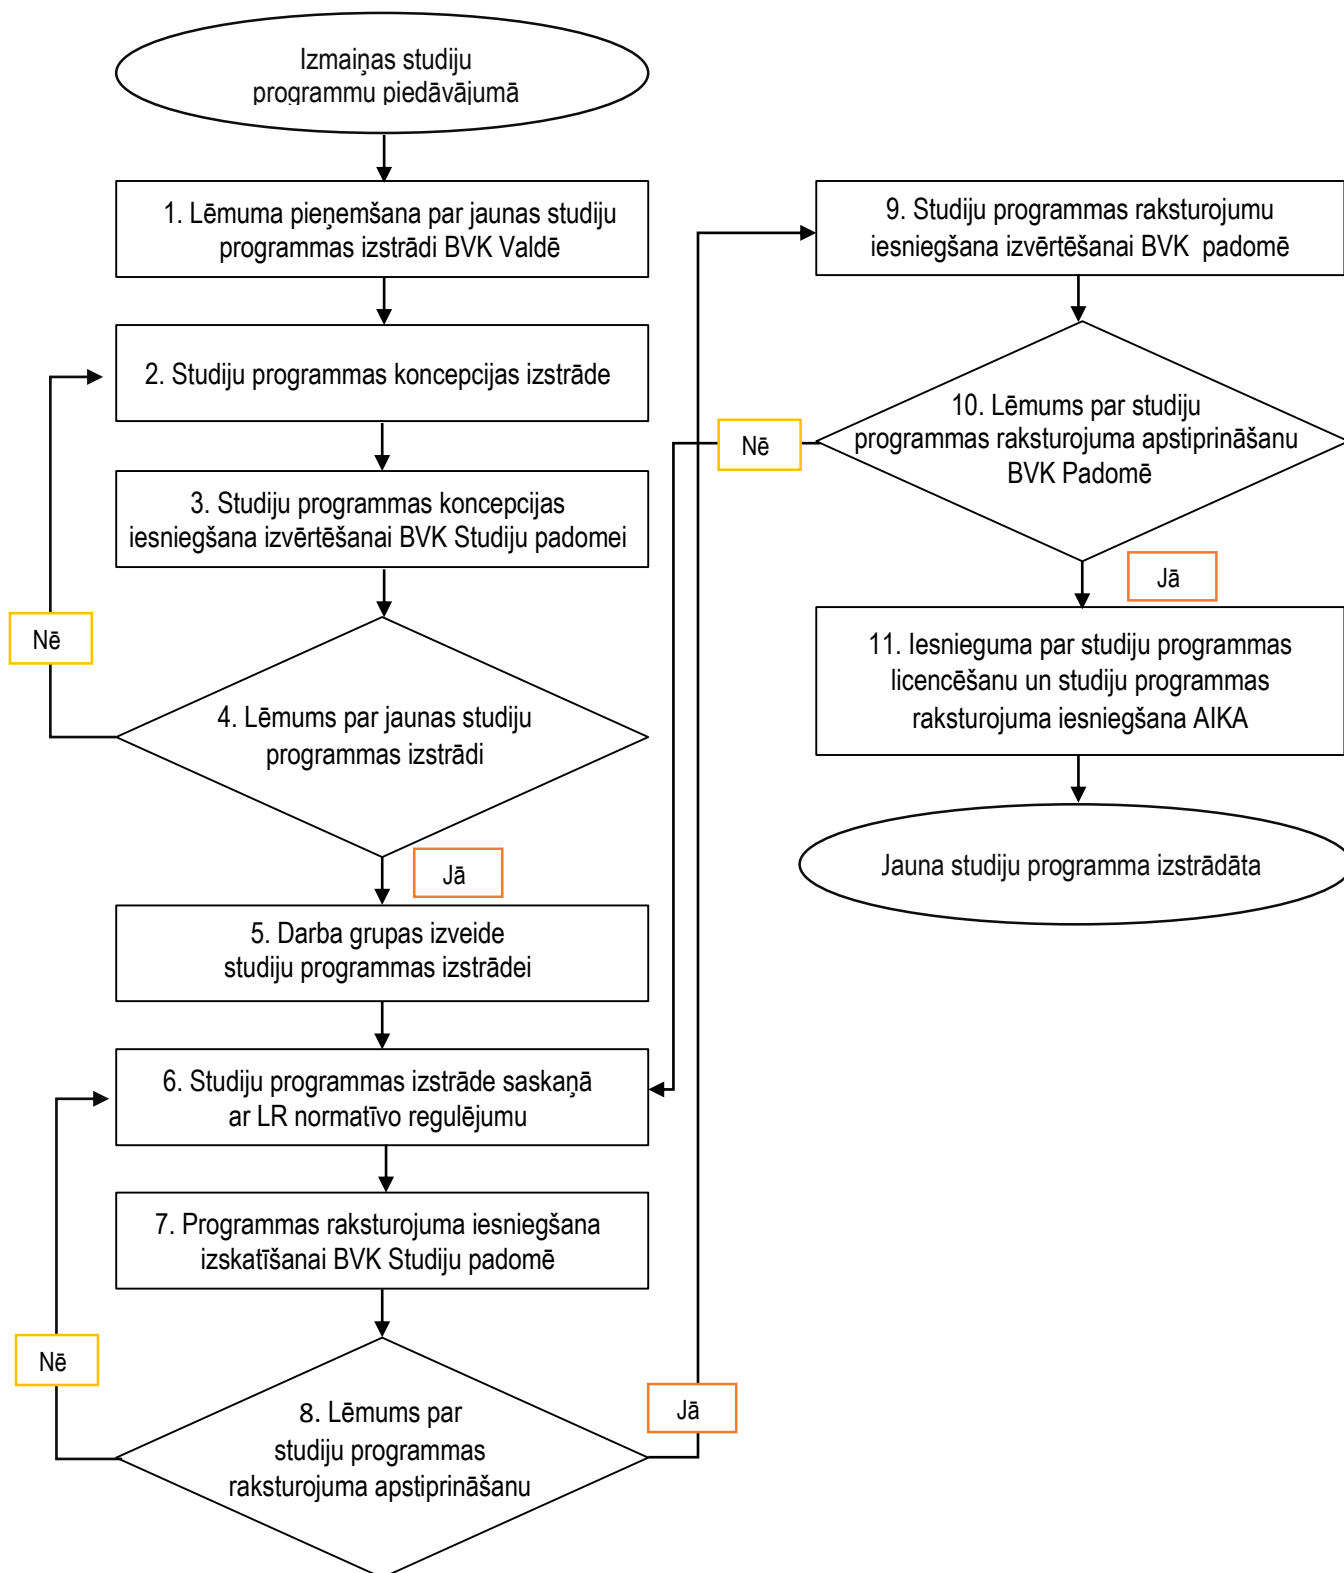 Izmaiņas studiju
programmu piedāvājumā
1. Lēmuma pieņemšana par jaunas studiju
programmas izstrādi BVK Valdē
2. Studiju programmas koncepcijas izstrāde
3. Studiju programmas koncepcijas
iesniegšana izvērtēšanai BVK Studiju padomei
Nē
4. Lēmums par jaunas studiju
programmas izstrādi
Jā
5. Darba grupas izveide
studiju programmas izstrādei
6. Studiju programmas izstrāde saskaņā
ar LR normatīvo regulējumu
7. Programmas raksturojuma iesniegšana
izskatīšanai BVK Studiju padomē
Nē
8. Lēmums par
studiju programmas
raksturojuma apstiprināšanu
Jā
9. Studiju programmas raksturojumu
iesniegšana izvērtēšanai BVK padomē
10. Lēmums par studiju
programmas raksturojuma apstiprināšanu
BVK Padomē
Nē
Jā
11. Iesnieguma par studiju programmas
licencēšanu un studiju programmas
raksturojuma iesniegšana AIKA
Jauna studiju programma izstrādāta